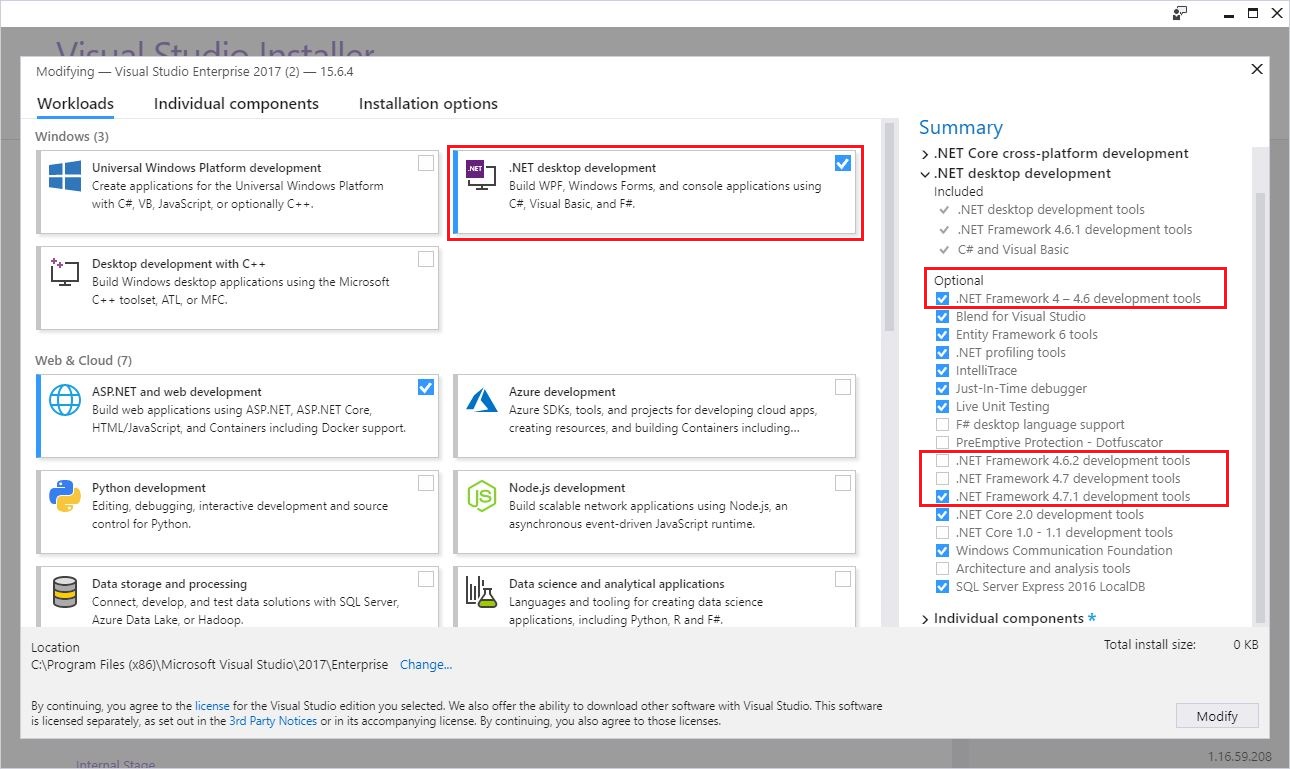 Visual Studio Installer
Modifying — Visual Studio Enterprise 2017 (2) — 15.6.4
Workloads
Individual components
Installation options
Windows (3)
Universal Windows Platform development
Create applications for the Universal Windows Platform
with C#, VB, JavaScript, or optionally C++.
.NET
.NET desktop development
Build WPF, Windows Forms, and console applications using
C#, Visual Basic, and F#.
Desktop development with C++
Build Windows desktop applications using the Microsoft
C++ toolset, ATL, or MFC.
Web & Cloud (7)
ASP.NET and web development
Build web applications using ASP.NET, ASP.NET Core,
HTML/JavaScript, and Containers including Docker support.
Azure development
Azure SDKs, tools, and projects for developing cloud apps,
creating resources, and building Containers including...
Python development
Editing, debugging, interactive development and source
control for Python.
JS
Node.js development
Build scalable network applications using Node.js, an
asynchronous event-driven JavaScript runtime.
Data storage and processing
Connect, develop, and test data solutions with SQL Server,
Azure Data Lake, or Hadoop.
Data science and analytical applications
Languages and tooling for creating data science
applications, including Python, R and F#.
Summary
.NET Core cross-platform development
.NET desktop development
Included
.NET desktop development tools
.NET Framework 4.6.1 development tools
C# and Visual Basic
Optional
.NET Framework 4 – 4.6 development tools
Blend for Visual Studio
Entity Framework 6 tools
.NET profiling tools
IntelliTrace
Just-In-Time debugger
Live Unit Testing
F# desktop language support
PreEmptive Protection - Dotfuscator
.NET Framework 4.6.2 development tools
.NET Framework 4.7 development tools
.NET Framework 4.7.1 development tools
.NET Core 2.0 development tools
.NET Core 1.0 - 1.1 development tools
Windows Communication Foundation
Architecture and analysis tools
SQL Server Express 2016 LocalDB
Individual components *
Location
C:\Program Files (x86)\Microsoft Visual Studio\2017\Enterprise Change...
Total install size: 0 KB
By continuing, you agree to the license for the Visual Studio edition you selected. We also offer the ability to download other software with Visual Studio. This software
is licensed separately, as set out in the 3rd Party Notices or in its accompanying license. By continuing, you also agree to those licenses.
Modify
Internal Stage
1.16.59.208